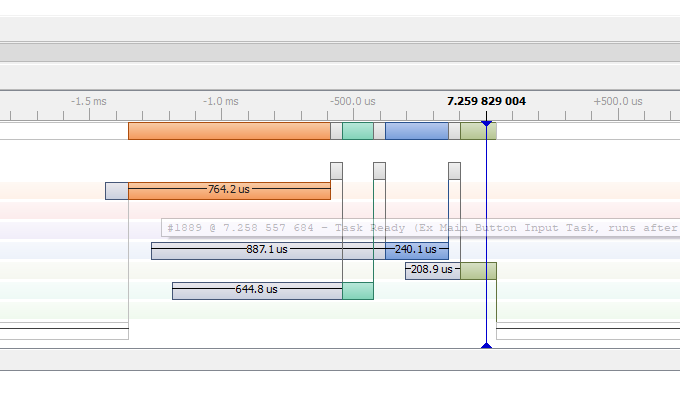 -1.5 ms -1.0 ms -500.0 us 7.259 829 004 +500.0 us
764.2 us
#1889 @ 7.258 557 684 - Task Ready (Ex Main Button Input Task, runs after
887.1 us 240.1 us
208.9 us
644.8 us